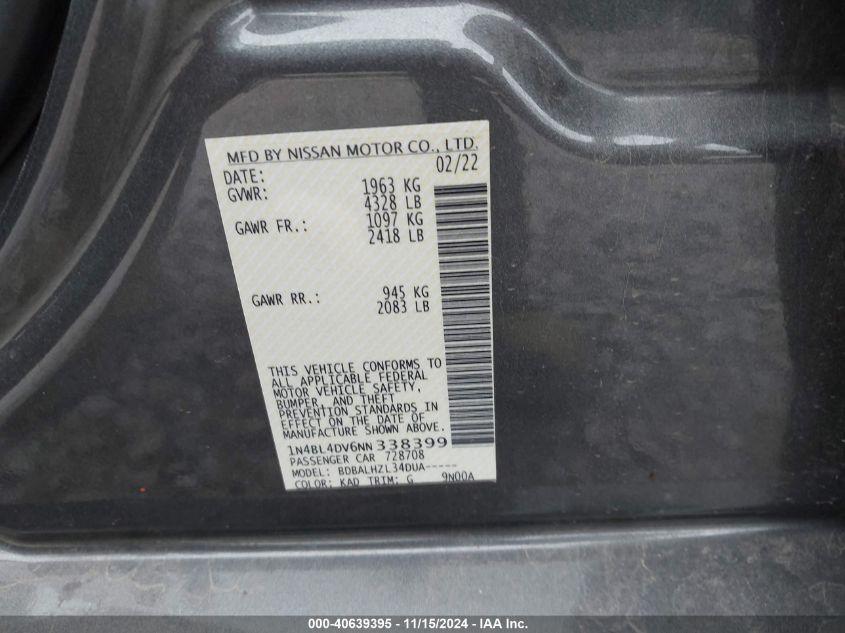 MFD BY NISSAN MOTOR CO., LTD.
DATE: 02/22
GVWR: 1963 KG
4328 LB
GAWR FR.: 1097 KG
2418 LB
GAWR RR.: 945 KG
2083 LB
THIS VEHICLE CONFORMS TO
ALL APPLICABLE FEDERAL
MOTOR VEHICLE SAFETY,
BUMPER, AND THEFT
PREVENTION STANDARDS IN
EFFECT ON THE DATE OF
MANUFACTURE SHOWN ABOVE.
1N4BL4DV6NN338399
PASSENGER CAR 728708
MODEL: BDBALHZL34DUA-----
COLOR: KAD TRIM: G 9N00A
000-40639395 - 11/15/2024 - IAA Inc.